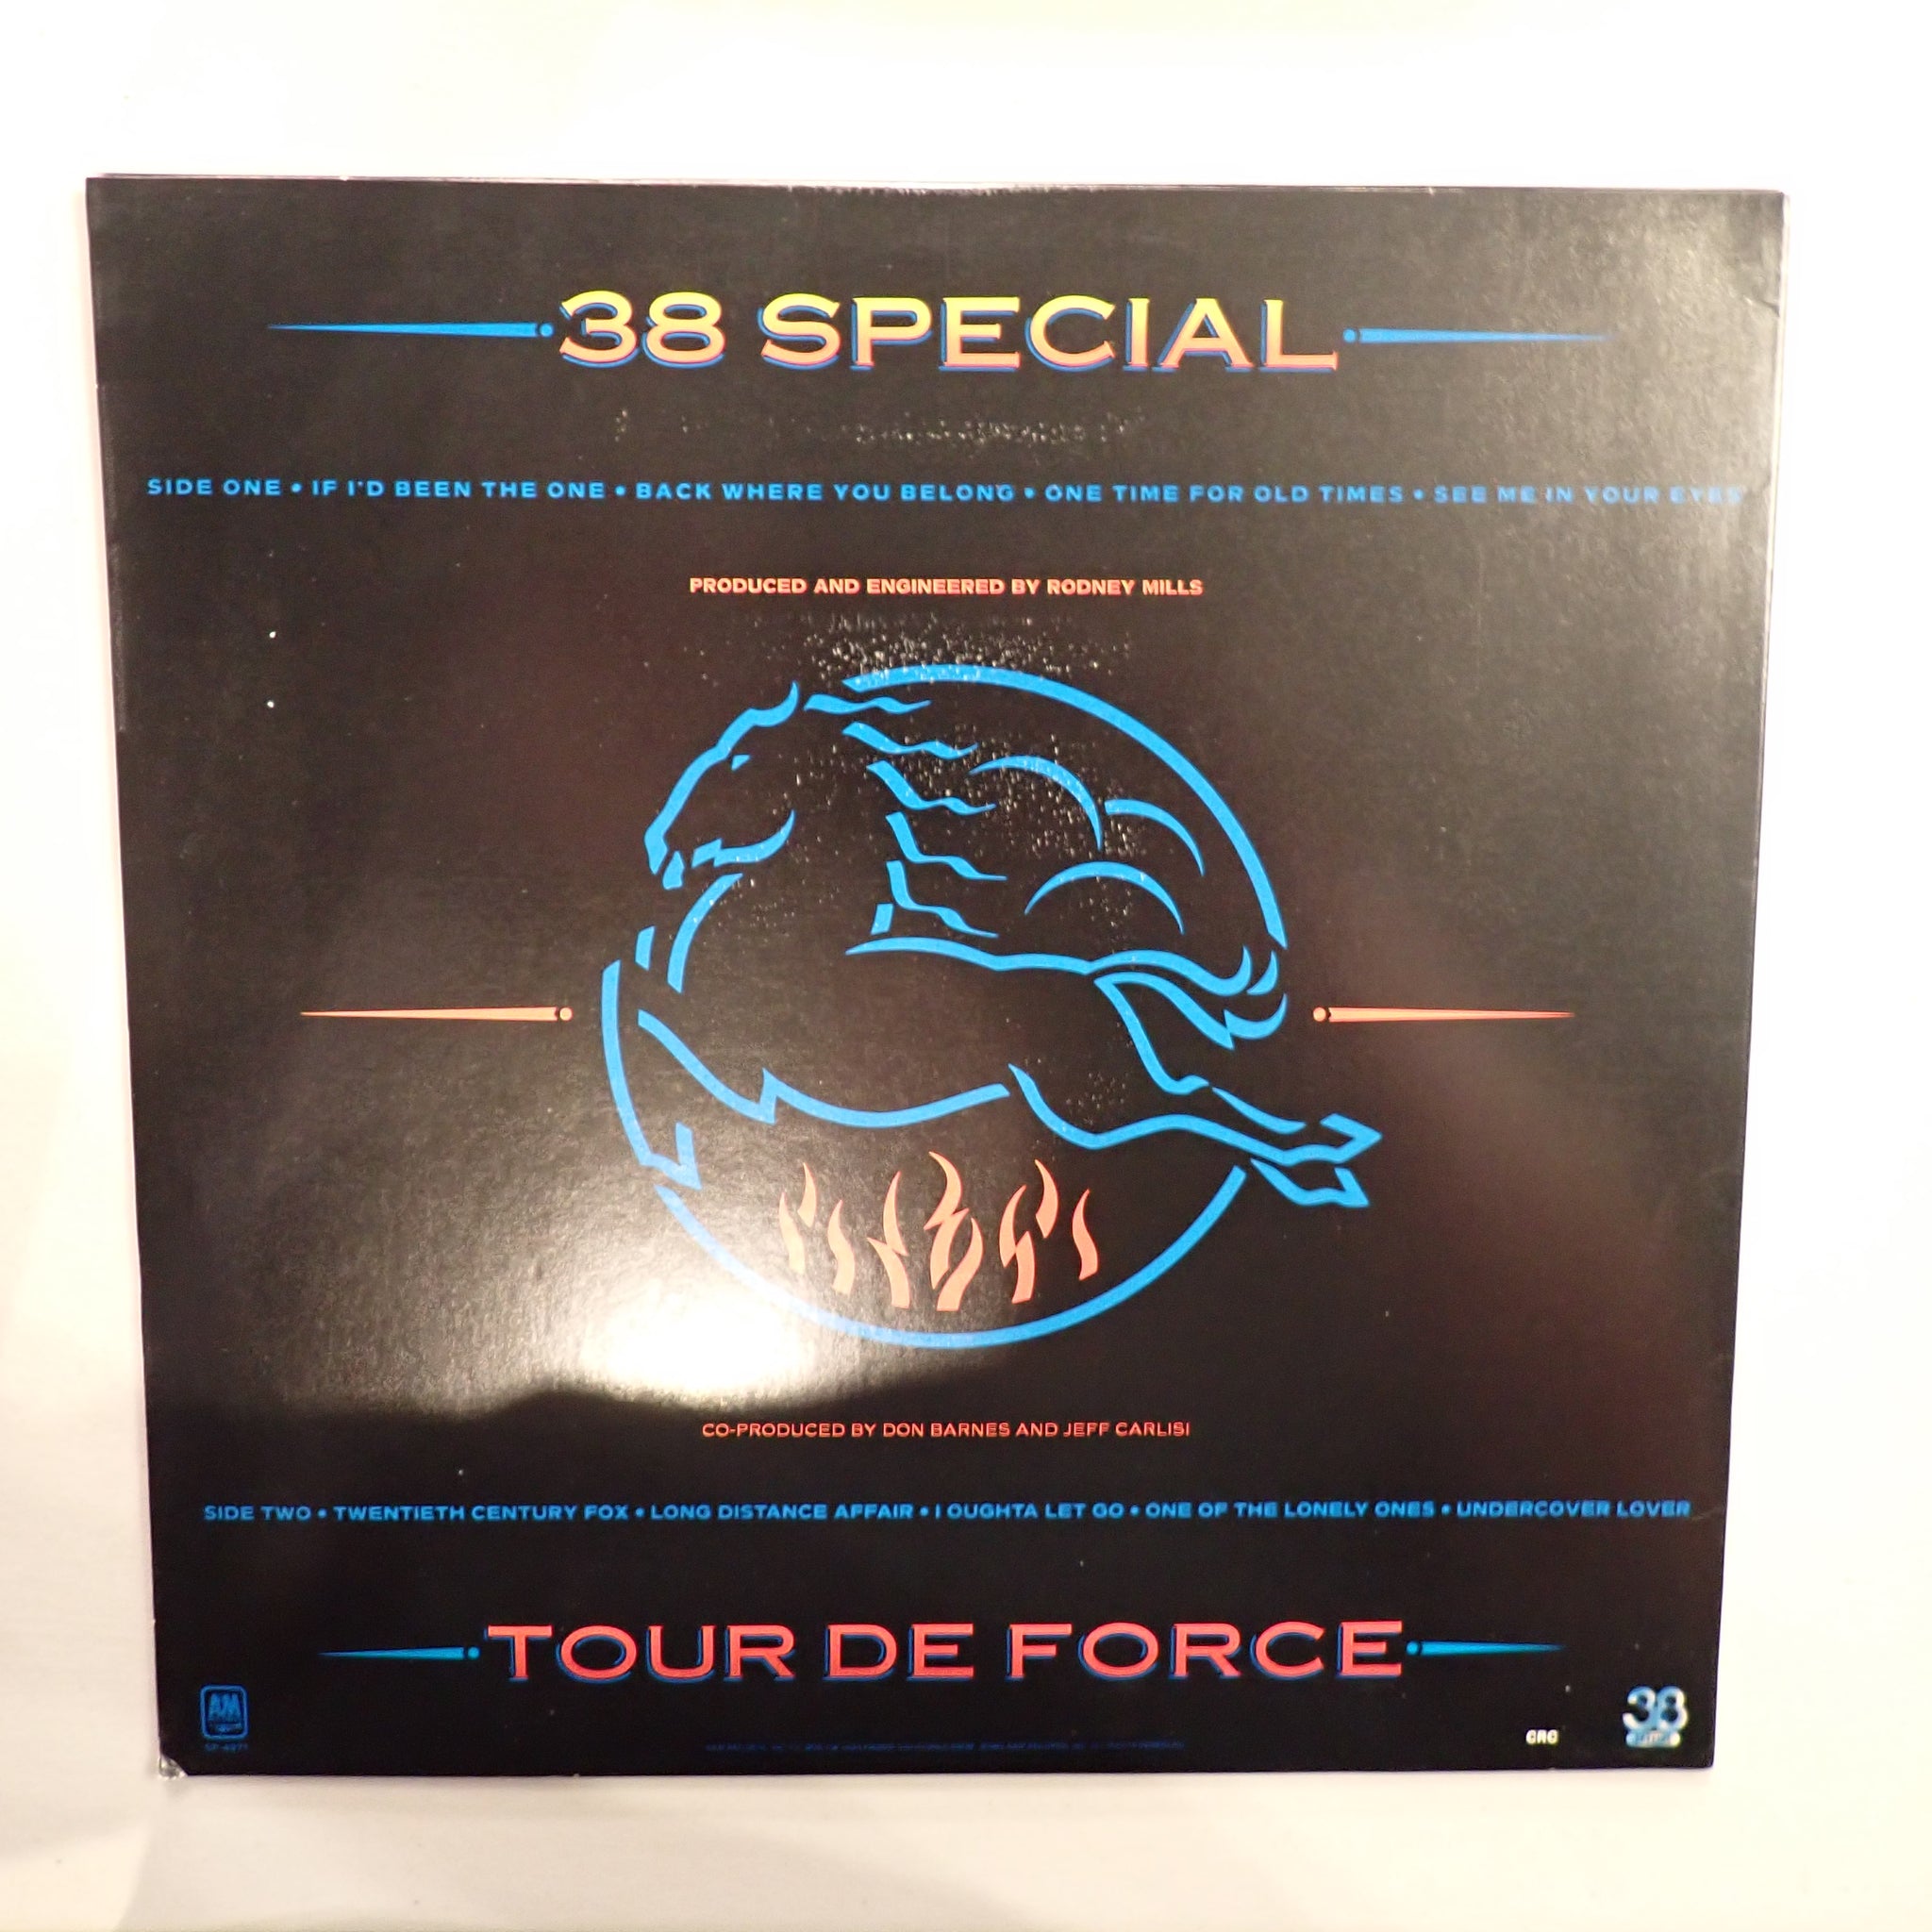 38 SPECIAL
SIDE ONE • IF I'D BEEN THE ONE • BACK WHERE YOU BELONG • ONE TIME FOR OLD TIMES • SEE ME IN YOUR EYES
PRODUCED AND ENGINEERED BY RODNEY MILLS
CO-PRODUCED BY DON BARNES AND JEFF CARLISI
SIDE TWO • TWENTIETH CENTURY FOX • LONG DISTANCE AFFAIR • I OUGHTA LET GO • ONE OF THE LONELY ONES • UNDERCOVER LOVER
TOUR DE FORCE
A&M
SP-4971
CRC
38